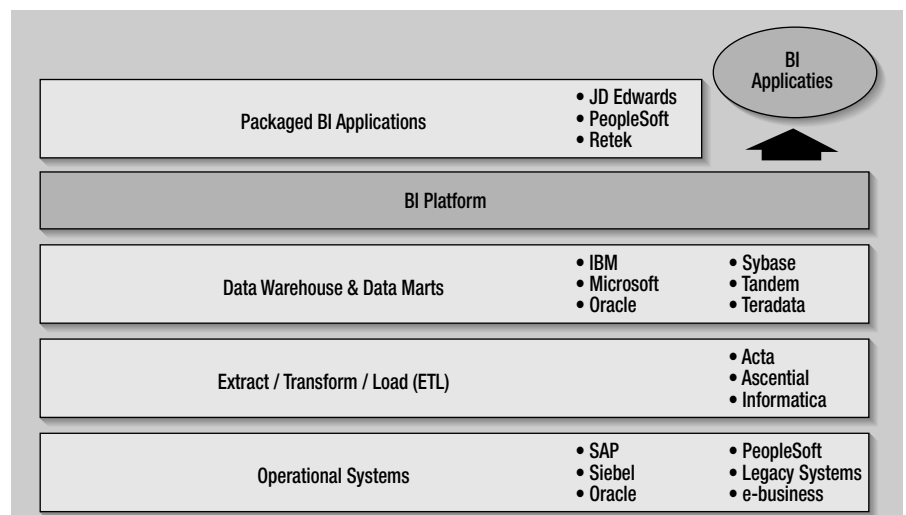 BI
Applicaties
Packaged BI Applications
• JD Edwards
• PeopleSoft
• Retek
BI Platform
Data Warehouse & Data Marts
• IBM
• Microsoft
• Oracle
• Sybase
• Tandem
• Teradata
Extract / Transform / Load (ETL)
• Acta
• Ascential
• Informatica
Operational Systems
• SAP
• Siebel
• Oracle
• PeopleSoft
• Legacy Systems
• e-business